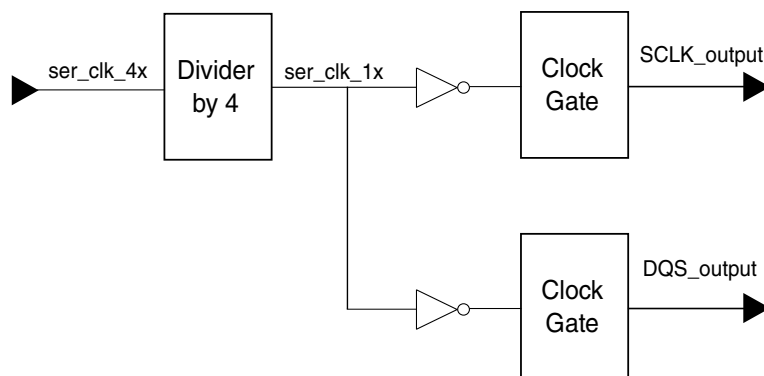 ser_clk_4x
Divider
by 4
ser_clk_1x
Clock
Gate
SCLK_output
Clock
Gate
DQS_output